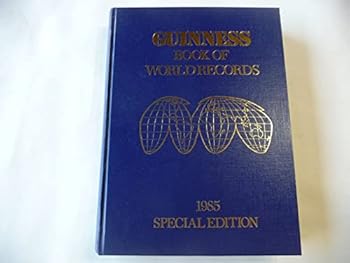 GUINNESS
BOOK OF
WORLD RECORDS
1985
SPECIAL EDITION